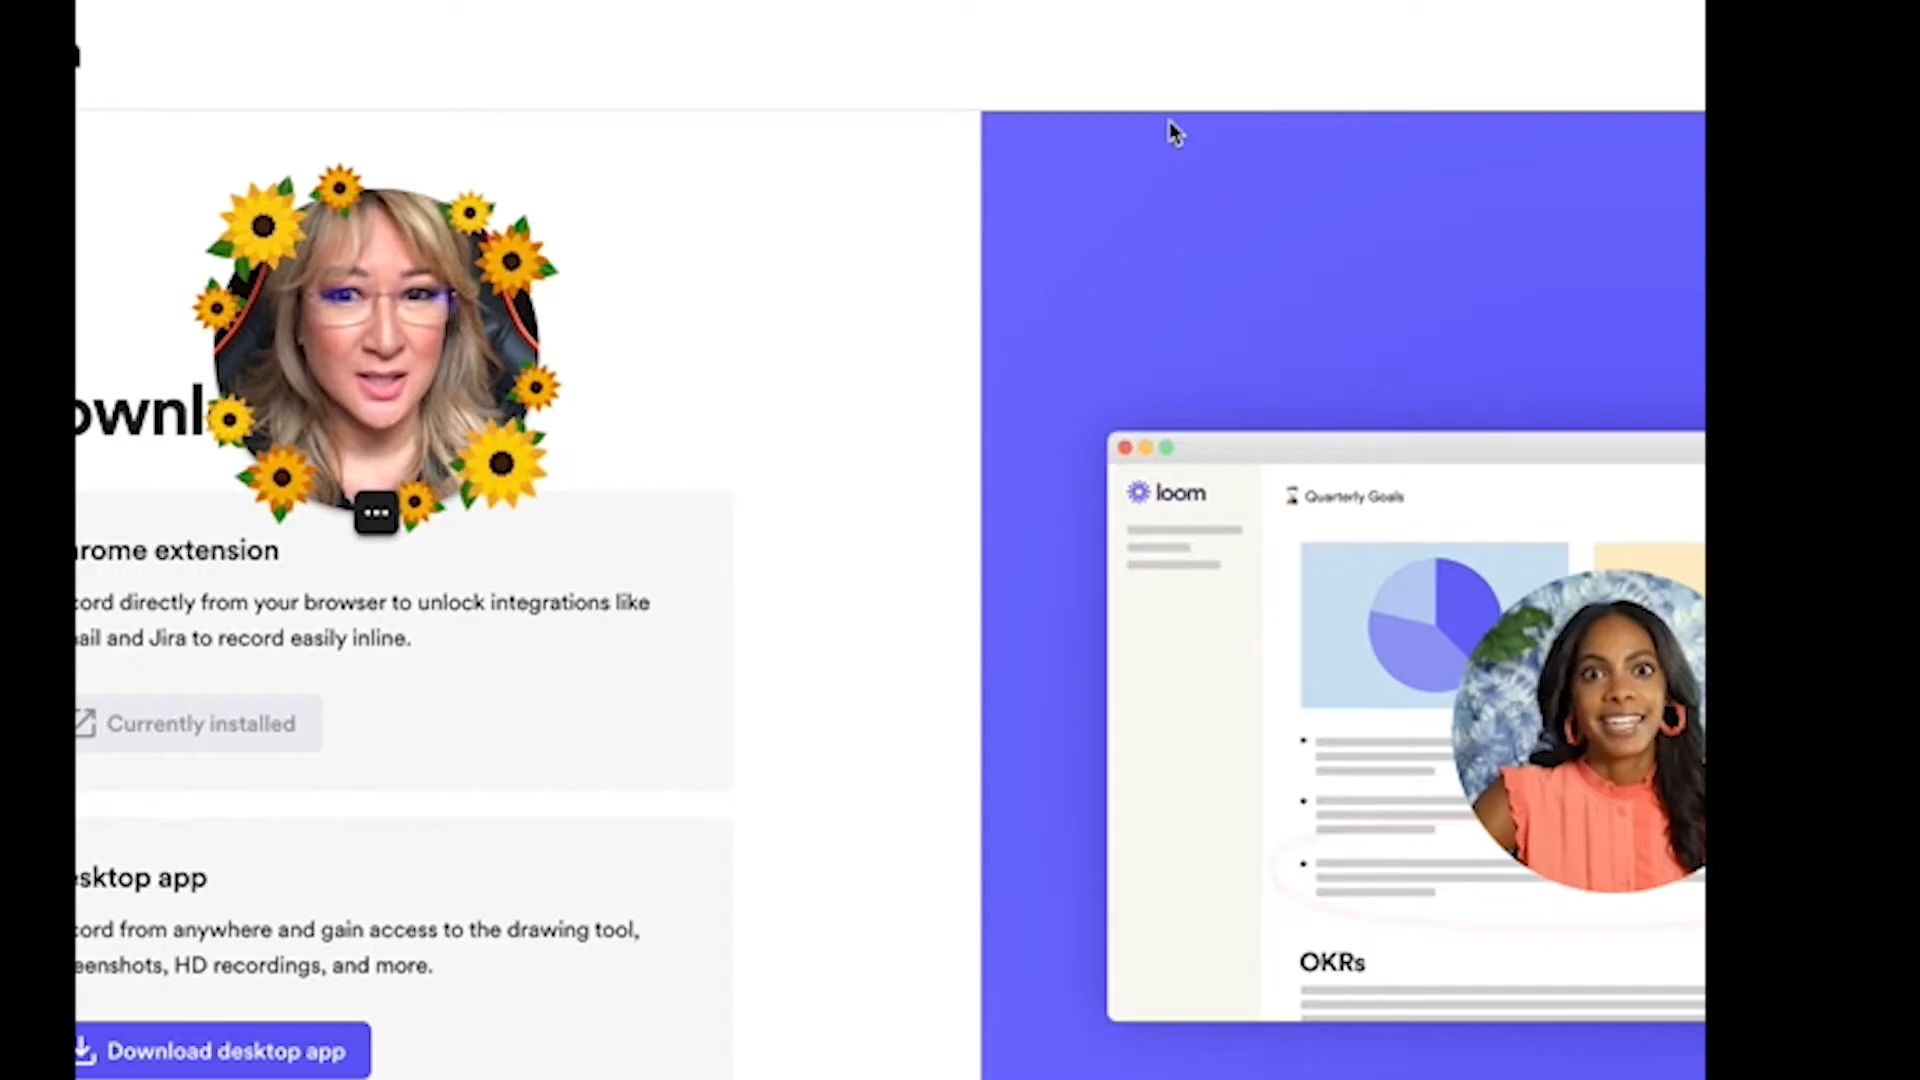 ownl
rome extension
cord directly from your browser to unlock integrations like
ail and Jira to record easily inline.
Currently installed
sktop app
cord from anywhere and gain access to the drawing tool,
eenshots, HD recordings, and more.
Download desktop app
loom
Quarterly Goals
OKRs